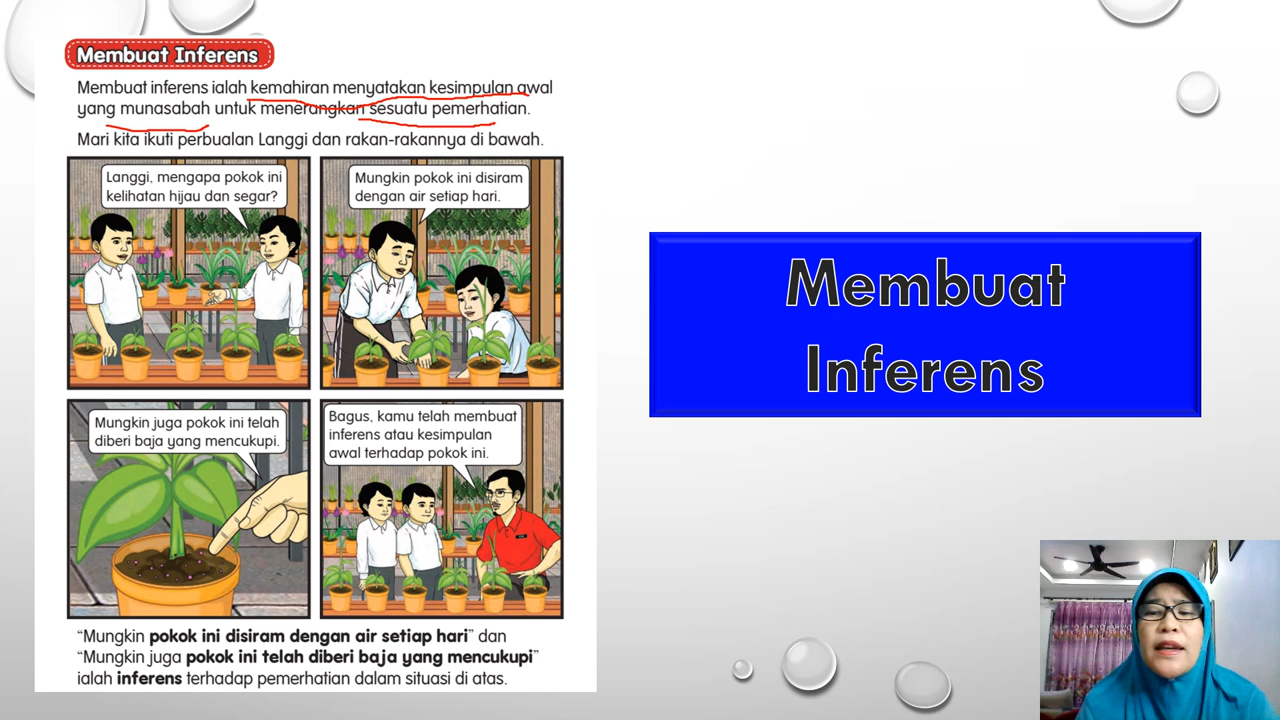 Membuat Inferens
Membuat inferens ialah kemahiran menyatakan kesimpulan awal
yang munasabah untuk menerangkan sesuatu pemerhatian.
Mari kita ikuti perbualan Langgi dan rakan-rakannya di bawah.
Langgi, mengapa pokok ini
kelihatan hijau dan segar?
Mungkin pokok ini disiram
dengan air setiap hari.
Mungkin juga pokok ini telah
diberi baja yang mencukupi.
Bagus, kamu telah membuat
inferens atau kesimpulan
awal terhadap pokok ini.
“Mungkin pokok ini disiram dengan air setiap hari” dan
“Mungkin juga pokok ini telah diberi baja yang mencukupi”
ialah inferens terhadap pemerhatian dalam situasi di atas.
Membuat
Inferens